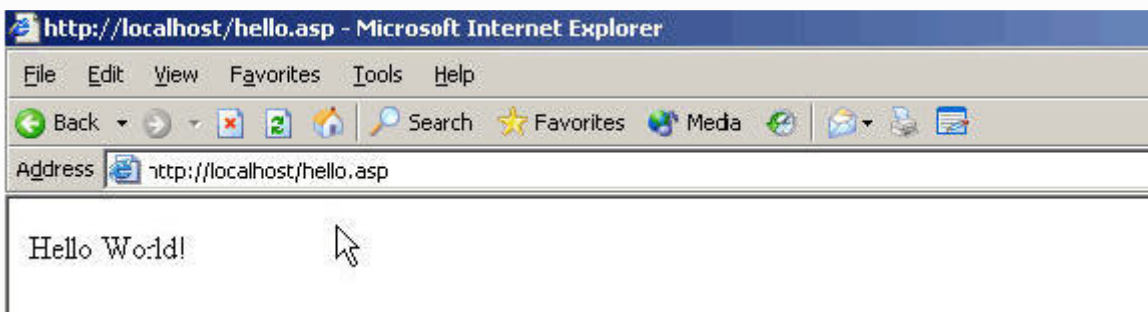 http://localhost/hello.asp - Microsoft Internet Explorer
File Edit View Favorites Tools Help
Back Search Favorites Media
Address http://localhost/hello.asp
Hello World!